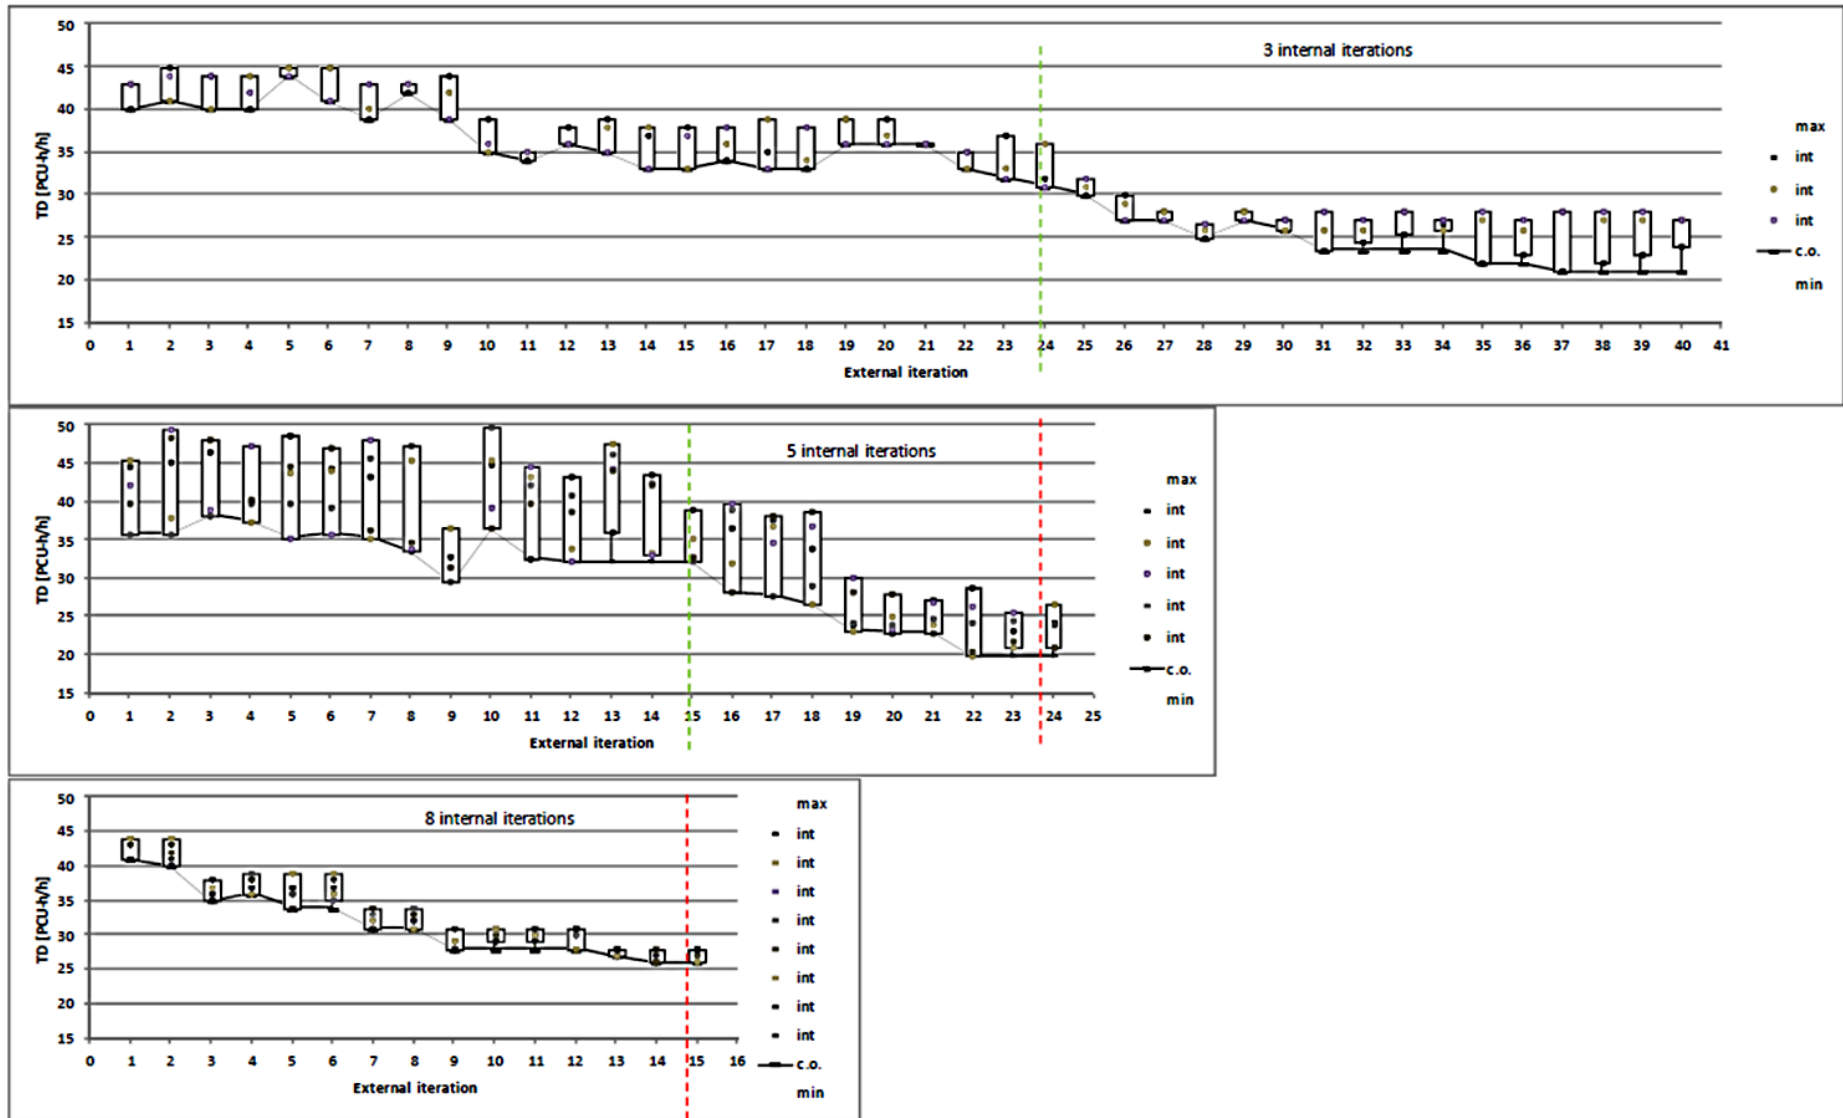 50
3 internal iterations
45
40
max
TD [PCU-h/h]
35
int
30
int
int
25
c.o.
20
min
15
0 1 2 3 4 5 6 7 8 9 10 11 12 13 14 15 16 17 18 19 20 21 22 23 24 25 26 27 28 29 30 31 32 33 34 35 36 37 38 39 40 41
External iteration
50
5 internal iterations
45
max
40
int
TD [PCU-h/h]
35
int
30
int
25
int
int
20
c.o.
15
min
0 1 2 3 4 5 6 7 8 9 10 11 12 13 14 15 16 17 18 19 20 21 22 23 24 25
External iteration
50
max
8 internal iterations
45
int
40
int
int
TD [PCU-h/h]
35
int
30
int
25
int
20
int
15
int
0 1 2 3 4 5 6 7 8 9 10 11 12 13 14 15 16
c.o.
External iteration
min